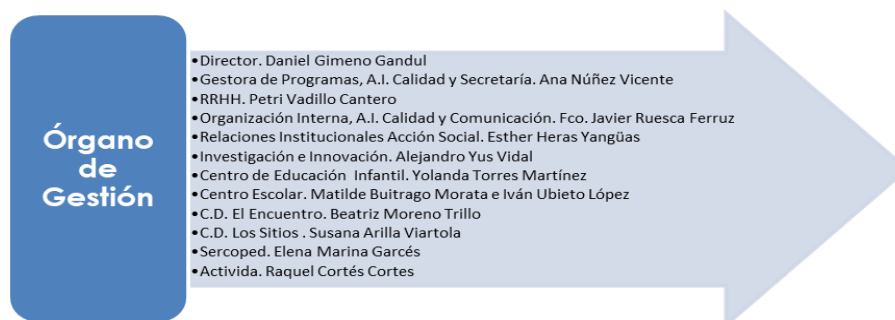 Órgano
de
Gestión
•Director. Daniel Gimeno Gandul
•Gestora de Programas, A.I. Calidad y Secretaría. Ana Núñez Vicente
•RRHH. Petri Vadillo Cantero
•Organización Interna, A.I. Calidad y Comunicación. Fco. Javier Ruesca Ferruz
•Relaciones Institucionales Acción Social. Esther Heras Yangüas
•Investigación e Innovación. Alejandro Yus Vidal
•Centro de Educación Infantil. Yolanda Torres Martínez
•Centro Escolar. Matilde Buitrago Morata e Iván Ubieto López
•C.D. El Encuentro. Beatriz Moreno Trillo
•C.D. Los Sitios . Susana Arilla Viartola
•Sercoped. Elena Marina Garcés
•Activida. Raquel Cortés Cortes